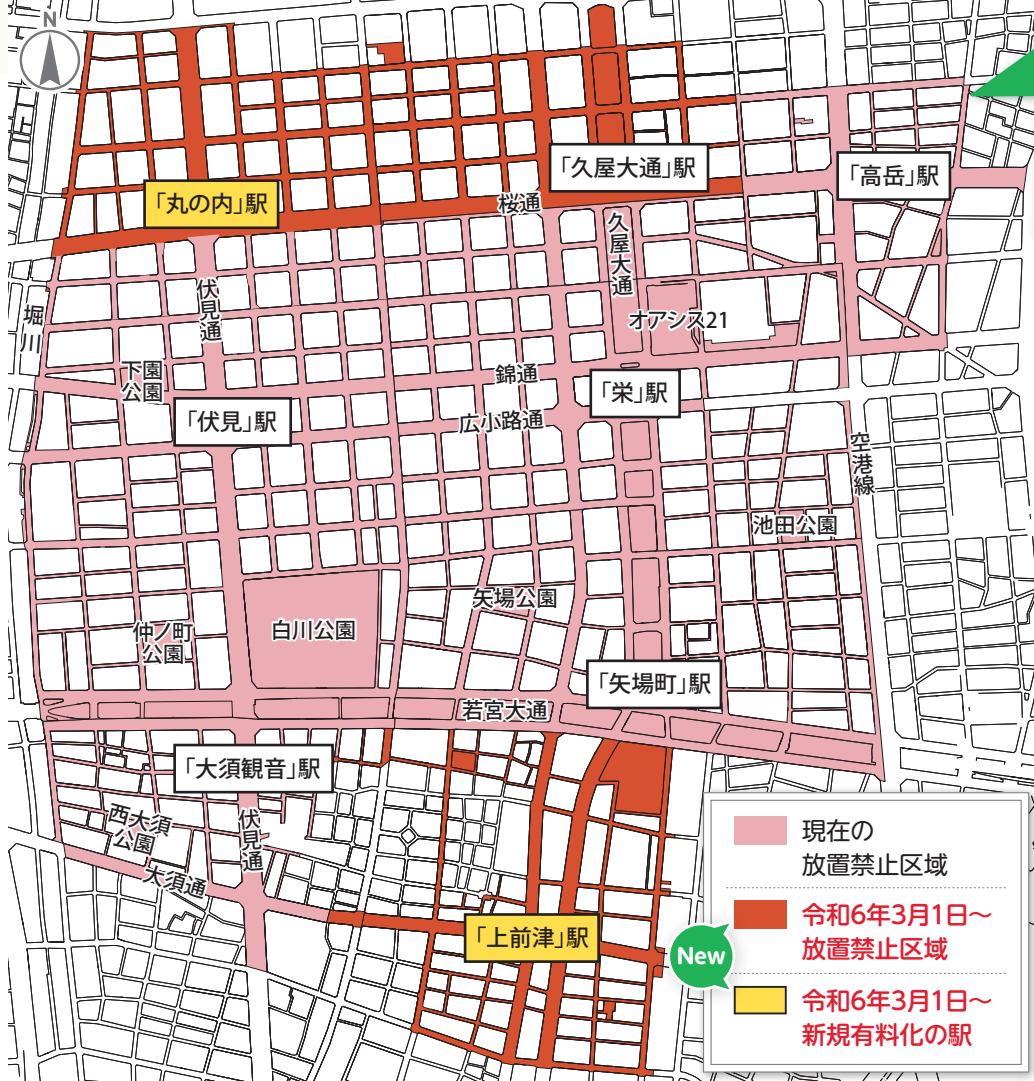 N
「久屋大通」駅
「高岳」駅
「丸の内」駅
桜通
久屋大通
伏見通
堀川
オアシス21
下園
公園
錦通
「栄」駅
「伏見」駅
広小路通
空港線
池田公園
矢場公園
仲ノ町
公園
白川公園
「矢場町」駅
若宮大通
「大須観音」駅
西大須
公園
伏見通
大須通
「上前津」駅
現在の
放置禁止区域
令和6年3月1日～
放置禁止区域
New
令和6年3月1日～
新規有料化の駅